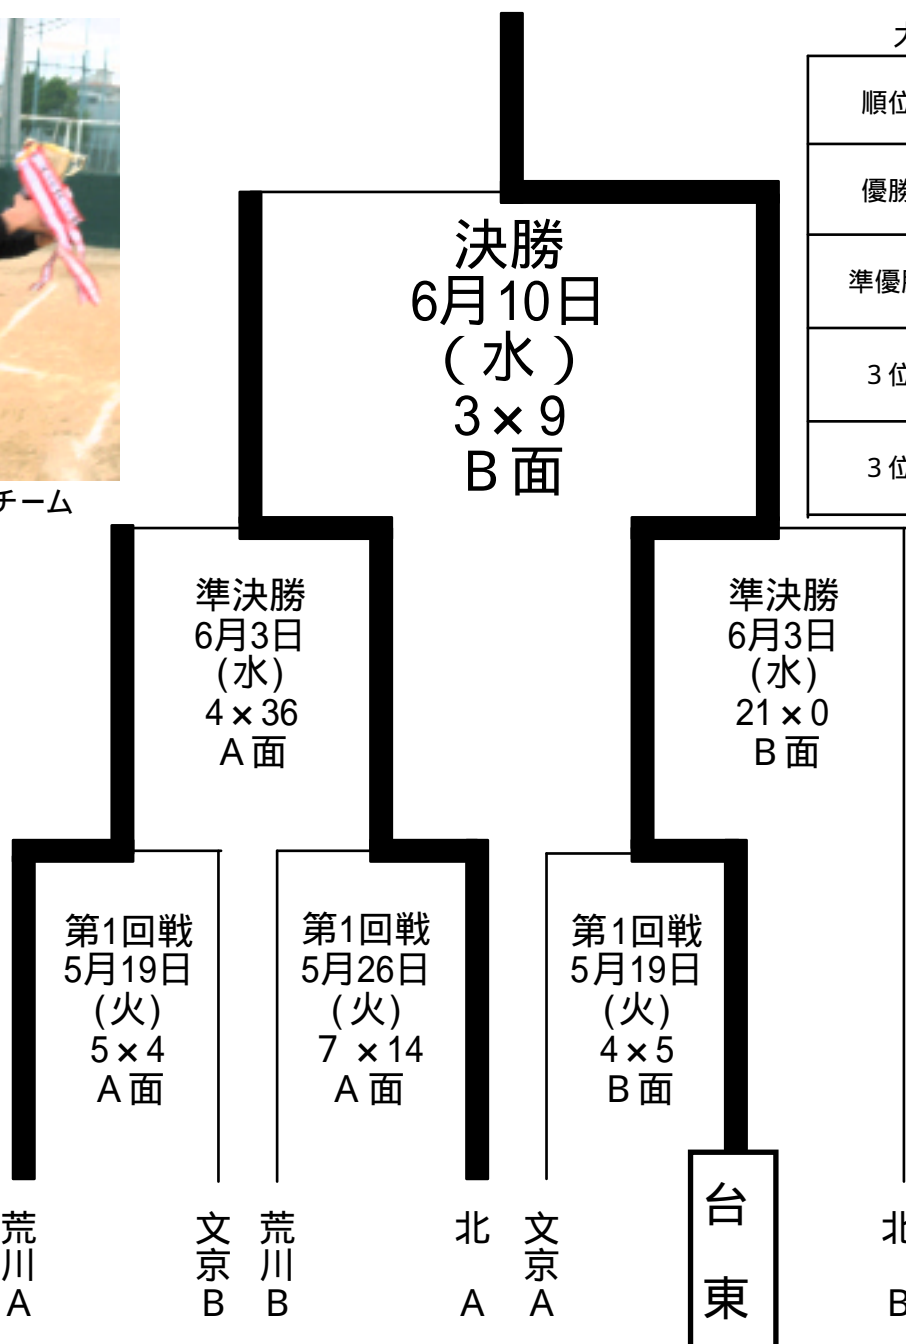 順位
優勝
準優勝
3位
3位
チーム
決勝
6月10日
(水)
3×9
B面
準決勝
6月3日
(水)
4×36
A面
準決勝
6月3日
(水)
21×0
B面
第1回戦
5月19日
(火)
5×4
A面
第1回戦
5月26日
(火)
7 ×14
A面
第1回戦
5月19日
(火)
4×5
B面
荒川A
文京B
荒川B
北 A
文京A
台東
北 B